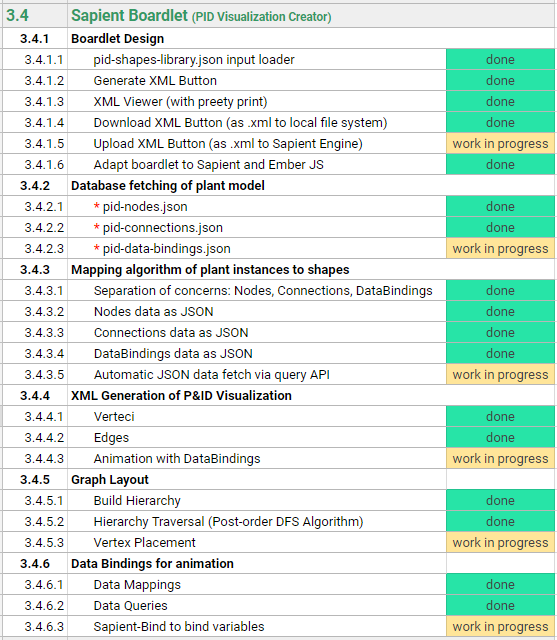 3.4 Sapient Boardlet (PID Visualization Creator)
3.4.1 Boardlet Design
3.4.1.1 pid-shapes-library.json input loader done
3.4.1.2 Generate XML Button done
3.4.1.3 XML Viewer (with preety print) done
3.4.1.4 Download XML Button (as .xml to local file system) done
3.4.1.5 Upload XML Button (as .xml to Sapient Engine) work in progress
3.4.1.6 Adapt boardlet to Sapient and Ember JS done
3.4.2 Database fetching of plant model
3.4.2.1 * pid-nodes.json done
3.4.2.2 * pid-connections.json done
3.4.2.3 * pid-data-bindings.json work in progress
3.4.3 Mapping algorithm of plant instances to shapes
3.4.3.1 Separation of concerns: Nodes, Connections, DataBindings done
3.4.3.2 Nodes data as JSON done
3.4.3.3 Connections data as JSON done
3.4.3.4 DataBindings data as JSON done
3.4.3.5 Automatic JSON data fetch via query API work in progress
3.4.4 XML Generation of P&ID Visualization
3.4.4.1 Verteci done
3.4.4.2 Edges done
3.4.4.3 Animation with DataBindings work in progress
3.4.5 Graph Layout
3.4.5.1 Build Hierarchy done
3.4.5.2 Hierarchy Traversal (Post-order DFS Algorithm) done
3.4.5.3 Vertex Placement work in progress
3.4.6 Data Bindings for animation
3.4.6.1 Data Mappings done
3.4.6.2 Data Queries done
3.4.6.3 Sapient-Bind to bind variables work in progress